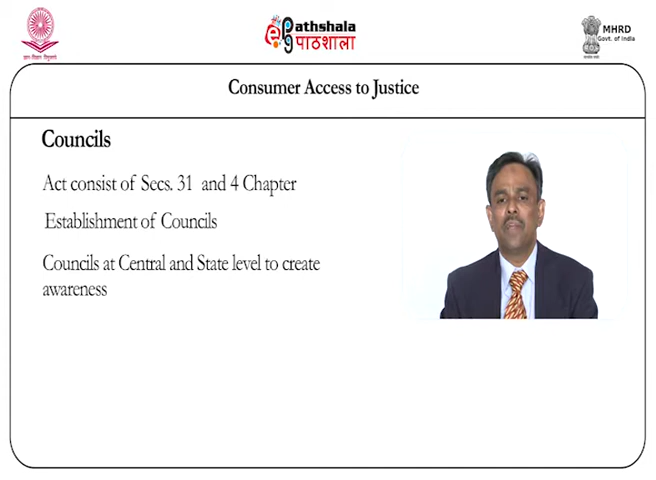 Pathshala
पाठशाला
MHRD
Govt. of India
Consumer Access to Justice
Councils
Act consist of Secs. 31 and 4 Chapter
Establishment of Councils
Councils at Central and State level to create
awareness